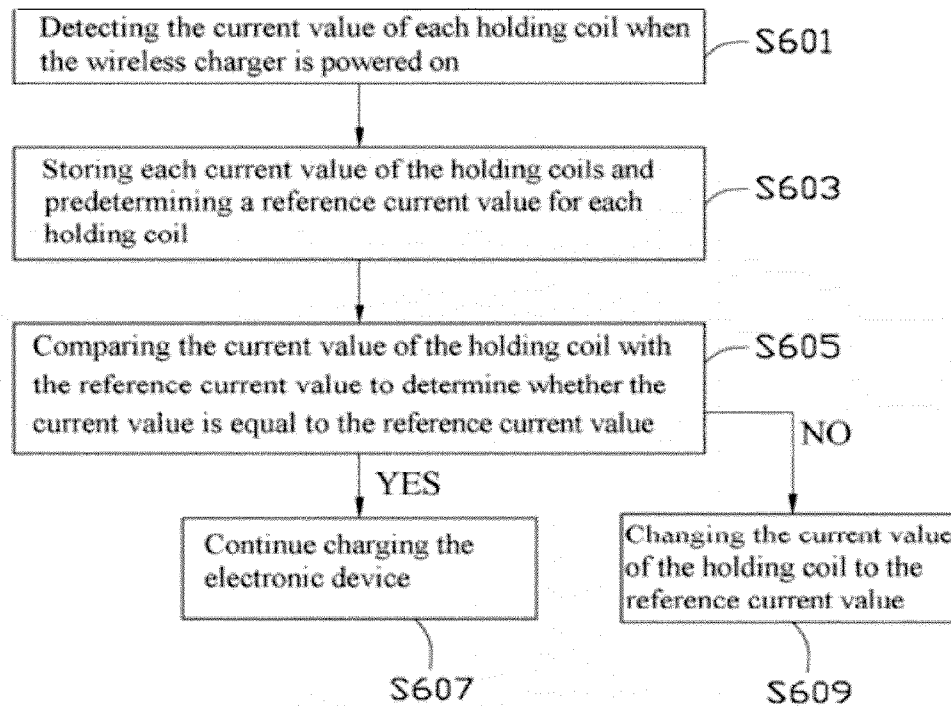 Detecting the current value of each holding coil when
the wireless charger is powered on
S601
Storing each current value of the holding coils and
predetermining a reference current value for each
holding coil
S603
Comparing the current value of the holding coil with
the reference current value to determine whether the
current value is equal to the reference current value
S605
YES
NO
Continue charging the
electronic device
S607
Changing the current value
of the holding coil to the
reference current value
S609